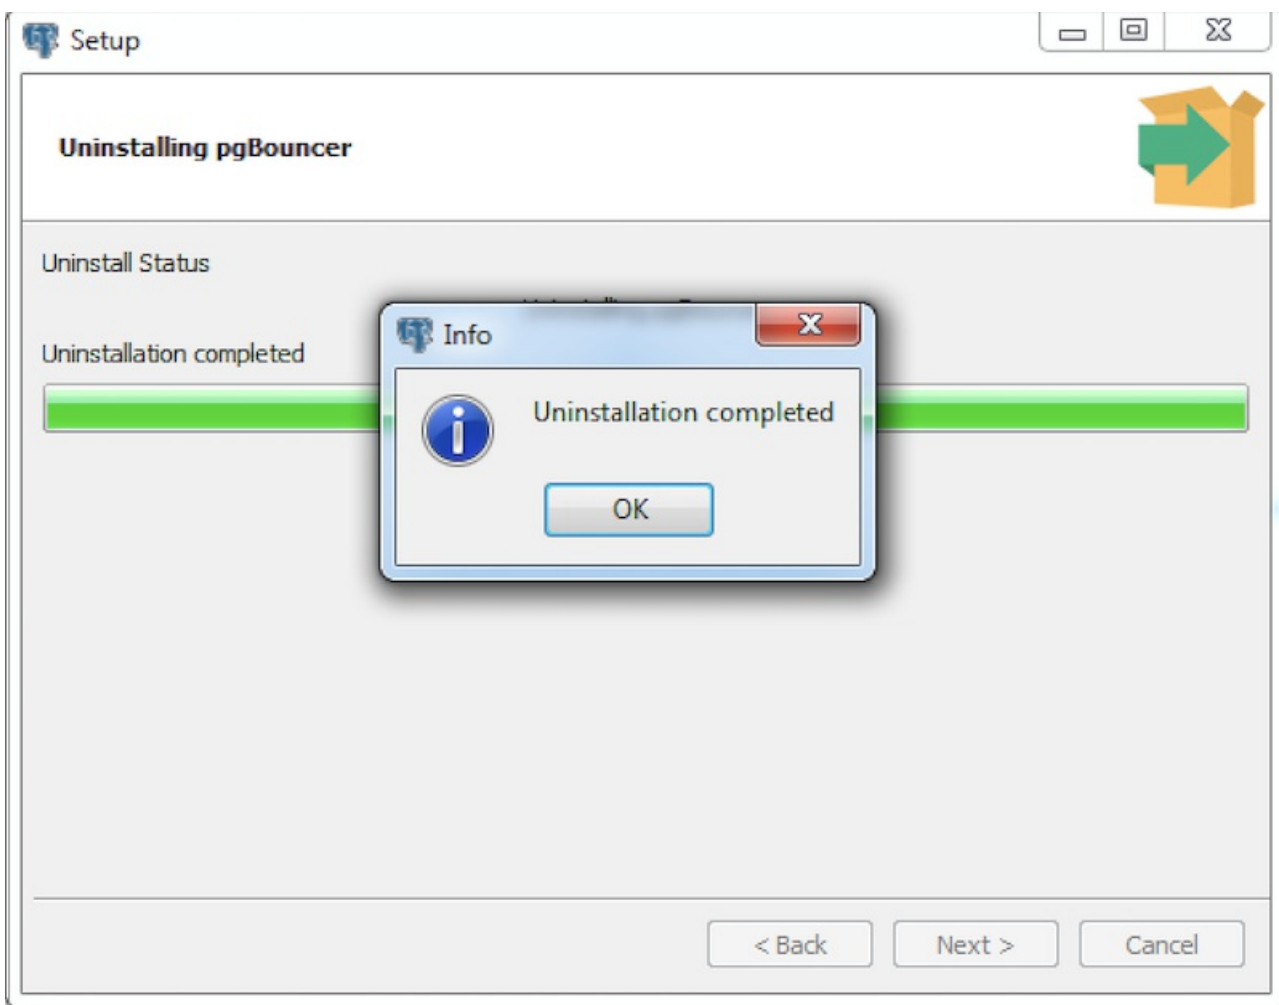 Setup
Uninstalling pgBouncer
Uninstall Status
Uninstallation completed
Info
Uninstallation completed
OK
< Back
Next >
Cancel